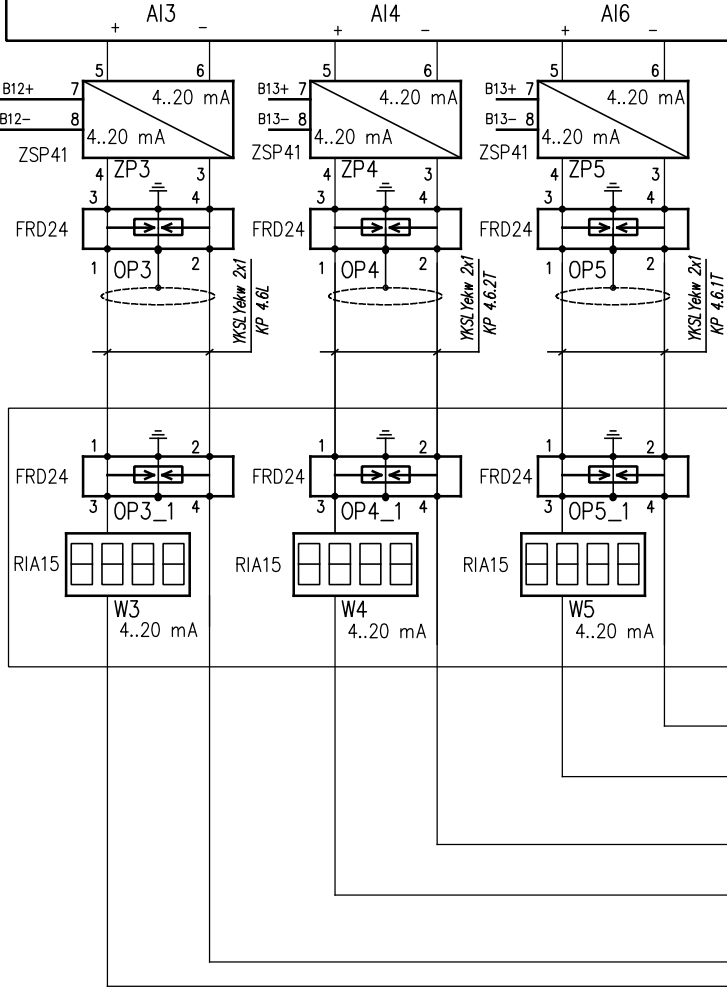 AI3 AI4 AI6
+ − + − + −
5 6 5 6 5 6
B12+ 7 4..20 mA B13+ 7 4..20 mA B13+ 7 4..20 mA
B12− 8 4..20 mA B13− 8 4..20 mA B13− 8 4..20 mA
ZSP41 ZSP41 ZSP41
4 ZP3 3 4 ZP4 3 4 ZP5 3
3 4 3 4 3 4
FRD24 FRD24 FRD24
1 OP3 2 1 OP4 2 1 OP5 2
YKSLYekw 2x1
KP 4.6L
YKSLYekw 2x1
KP 4.6.2T
YKSLYekw 2x1
KP 4.6.1T
1 2 1 2 1 2
FRD24 FRD24 FRD24
3 OP3_1 4 3 OP4_1 4 3 OP5_1 4
RIA15 RIA15 RIA15
W3 W4 W5
4..20 mA 4..20 mA 4..20 mA